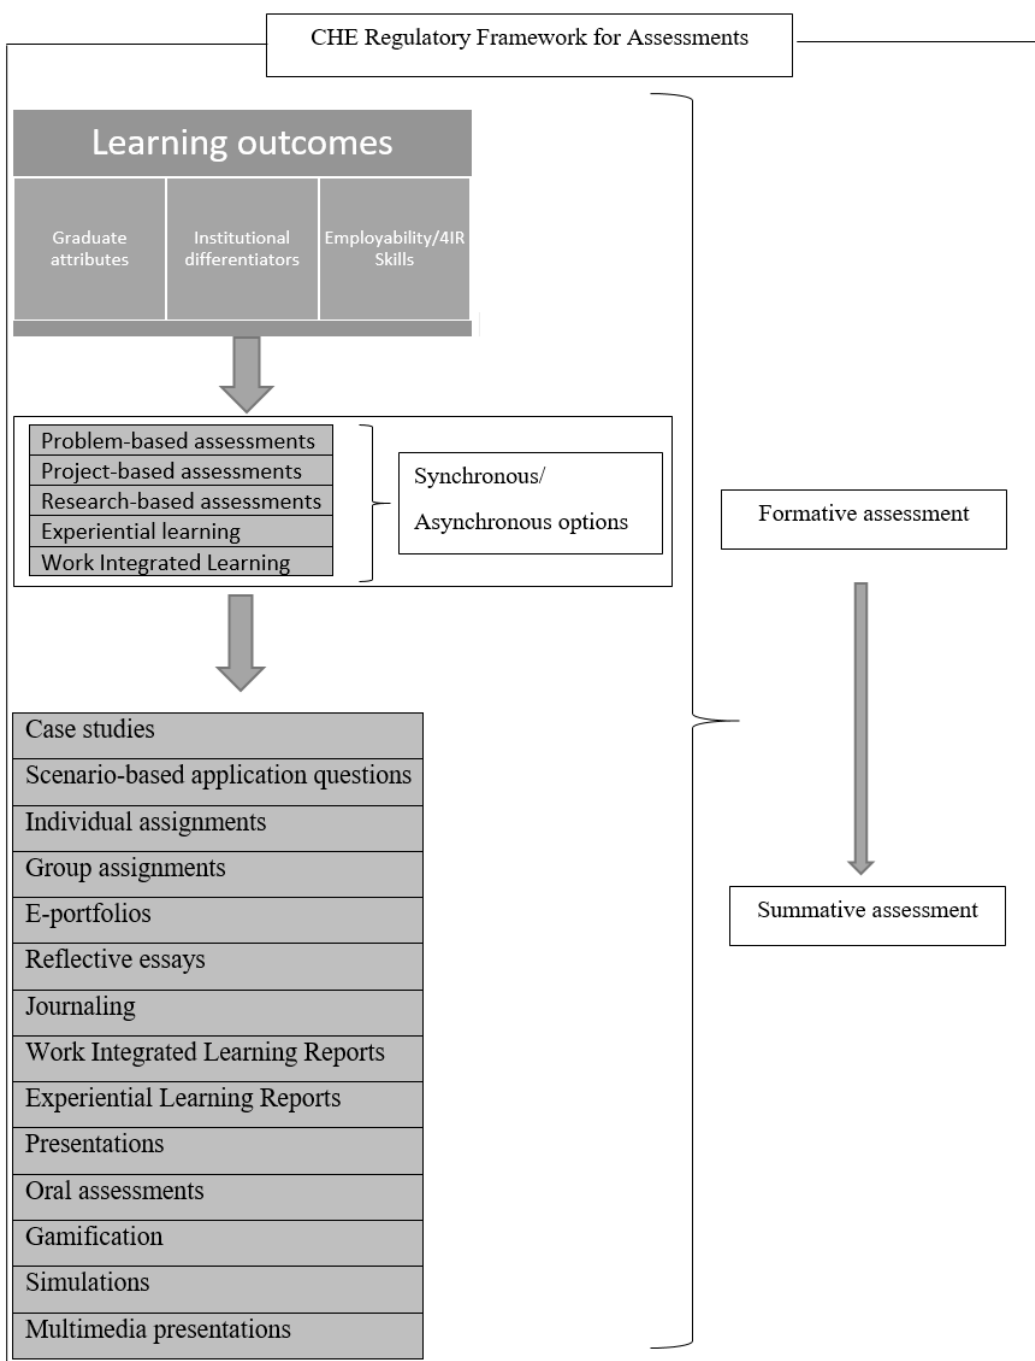 CHE Regulatory Framework for Assessments
Learning outcomes
Graduate
attributes
Institutional
differentiators
Employability/4IR
Skills
Problem-based assessments
Project-based assessments
Research-based assessments
Experiential learning
Work Integrated Learning
Synchronous/
Asynchronous options
Formative assessment
Summative assessment
Case studies
Scenario-based application questions
Individual assignments
Group assignments
E-portfolios
Reflective essays
Journaling
Work Integrated Learning Reports
Experiential Learning Reports
Presentations
Oral assessments
Gamification
Simulations
Multimedia presentations